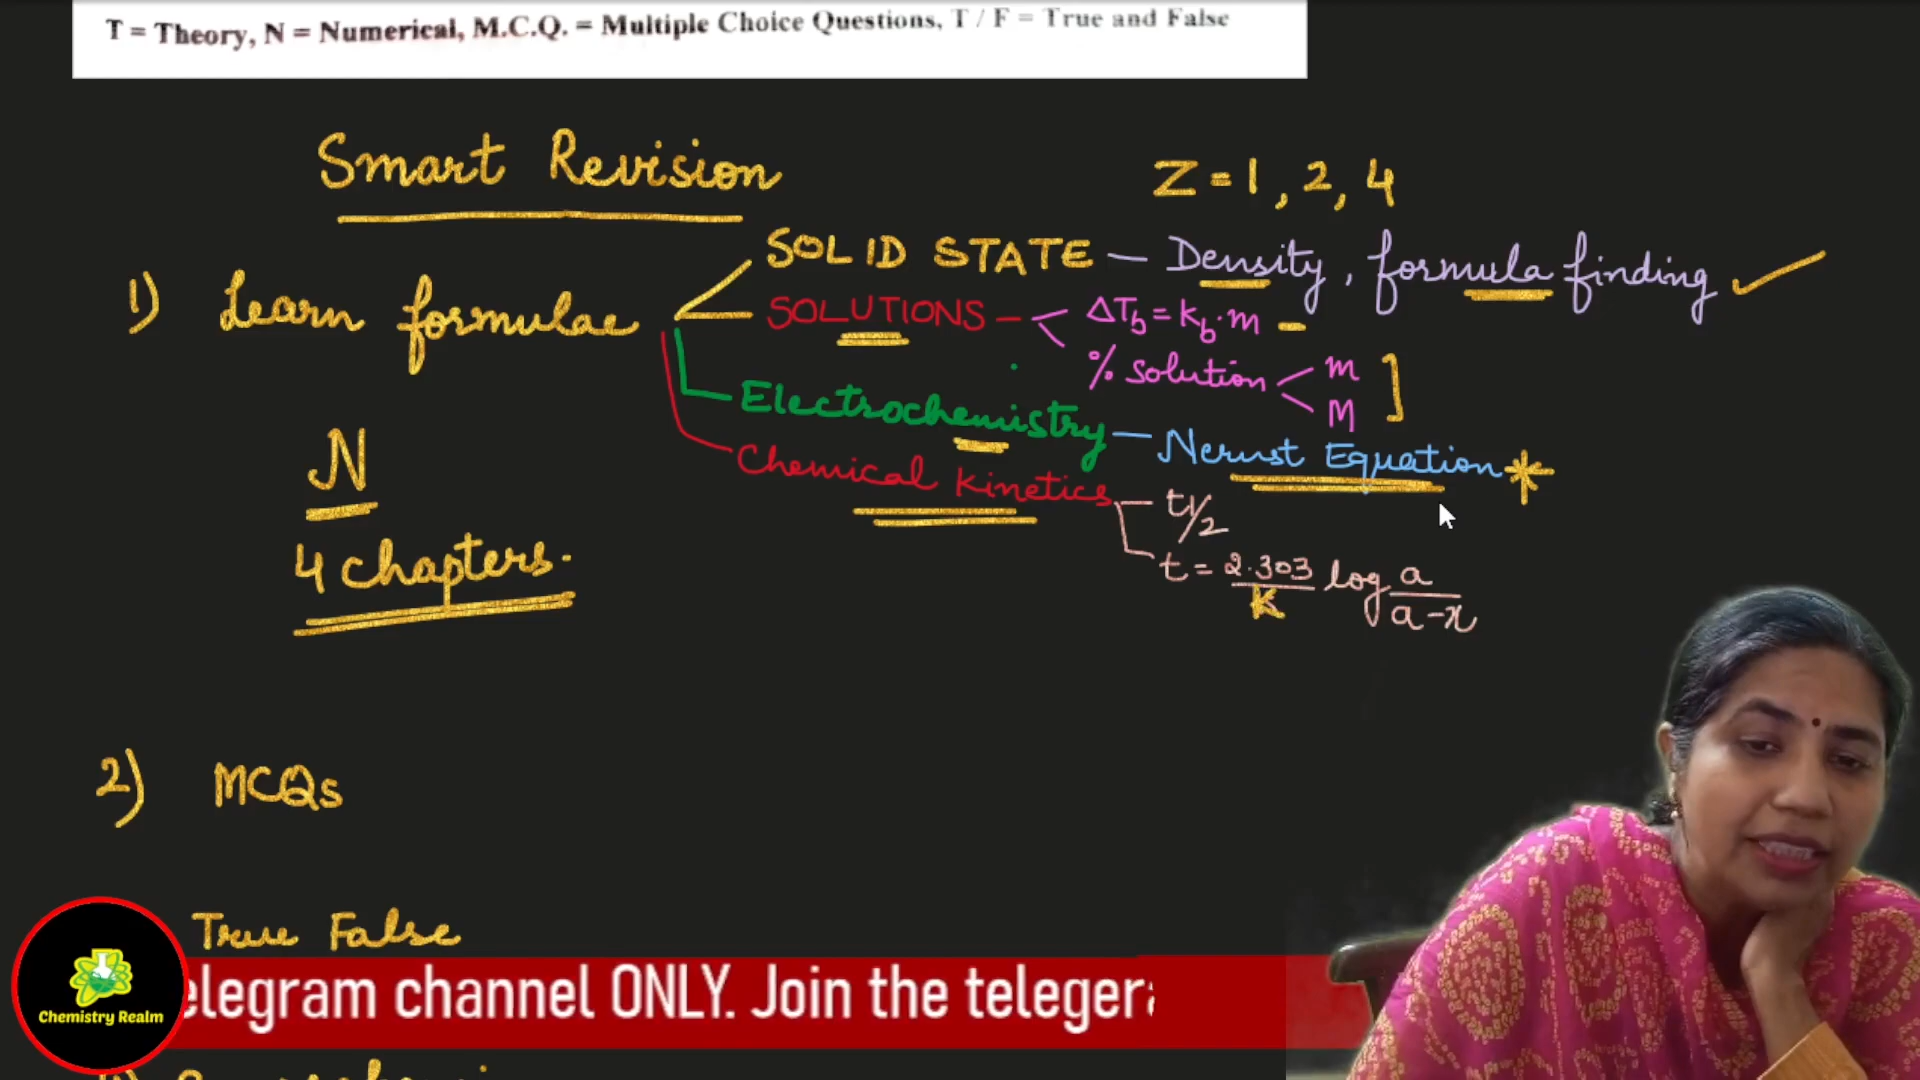 T = Theory, N = Numerical, M.C.Q. = Multiple Choice Questions, T / F = True and False
Smart Revision
Z = 1, 2, 4
1) Learn formulae
SOLID STATE — Density, formula finding ✓
SOLUTIONS — ΔTb = Kb·m
% Solution < m
M ]
Electrochemistry — Nernst Equation *
Chemical Kinetics — t1/2
t = 2.303/K log a/a-x
N
4 chapters.
2) MCQs
True False
elegram channel ONLY. Join the teleger
Chemistry Realm